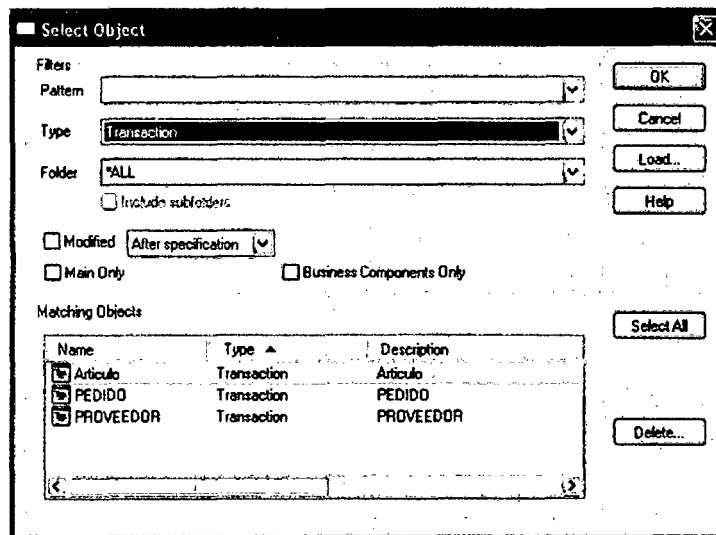 Select Object
Filters
Pattern
OK
Type Transaction
Cancel
Folder *ALL
Load...
Include subfolders
Help
Modified After specification
Main Only Business Components Only
Matching Objects
Select All
Name Type Description
Articulo Transaction Articulo
PEDIDO Transaction PEDIDO
PROVEEDOR Transaction PROVEEDOR
Delete...